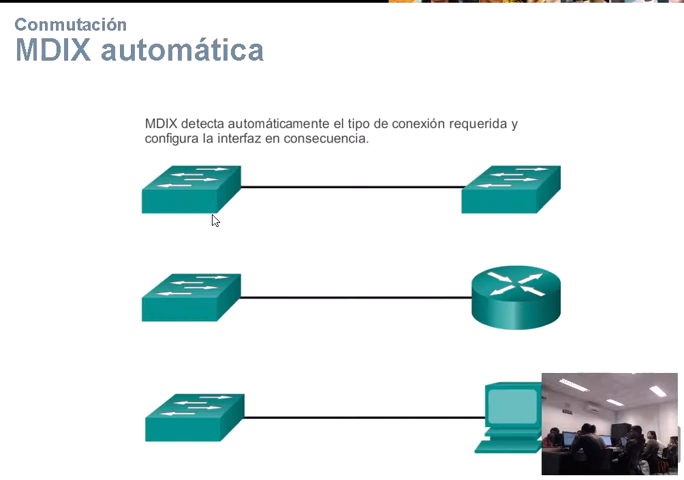 Conmutación
MDIX automática
MDIX detecta automáticamente el tipo de conexión requerida y
configura la interfaz en consecuencia.